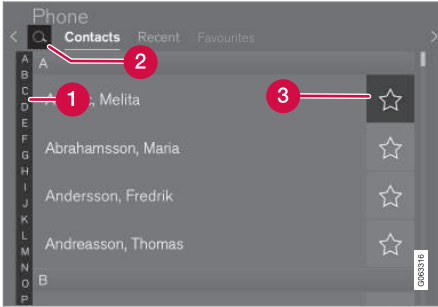 Phone
Contacts Recent Favourites
A
B
C
D
E
F
G
H
I
J
K
L
M
N
O
P
A
Melita
Abrahamsson, Maria
Andersson, Fredrik
Andreasson, Thomas
B
1
2
3
G063316